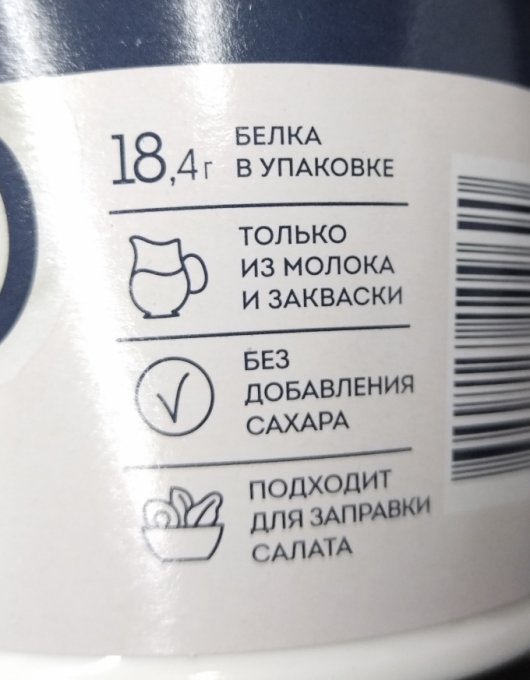 18,4г БЕЛКА
В УПАКОВКЕ
ТОЛЬКО
ИЗ МОЛОКА
И ЗАКВАСКИ
БЕЗ
ДОБАВЛЕНИЯ
САХАРА
ПОДХОДИТ
ДЛЯ ЗАПРАВКИ
САЛАТА